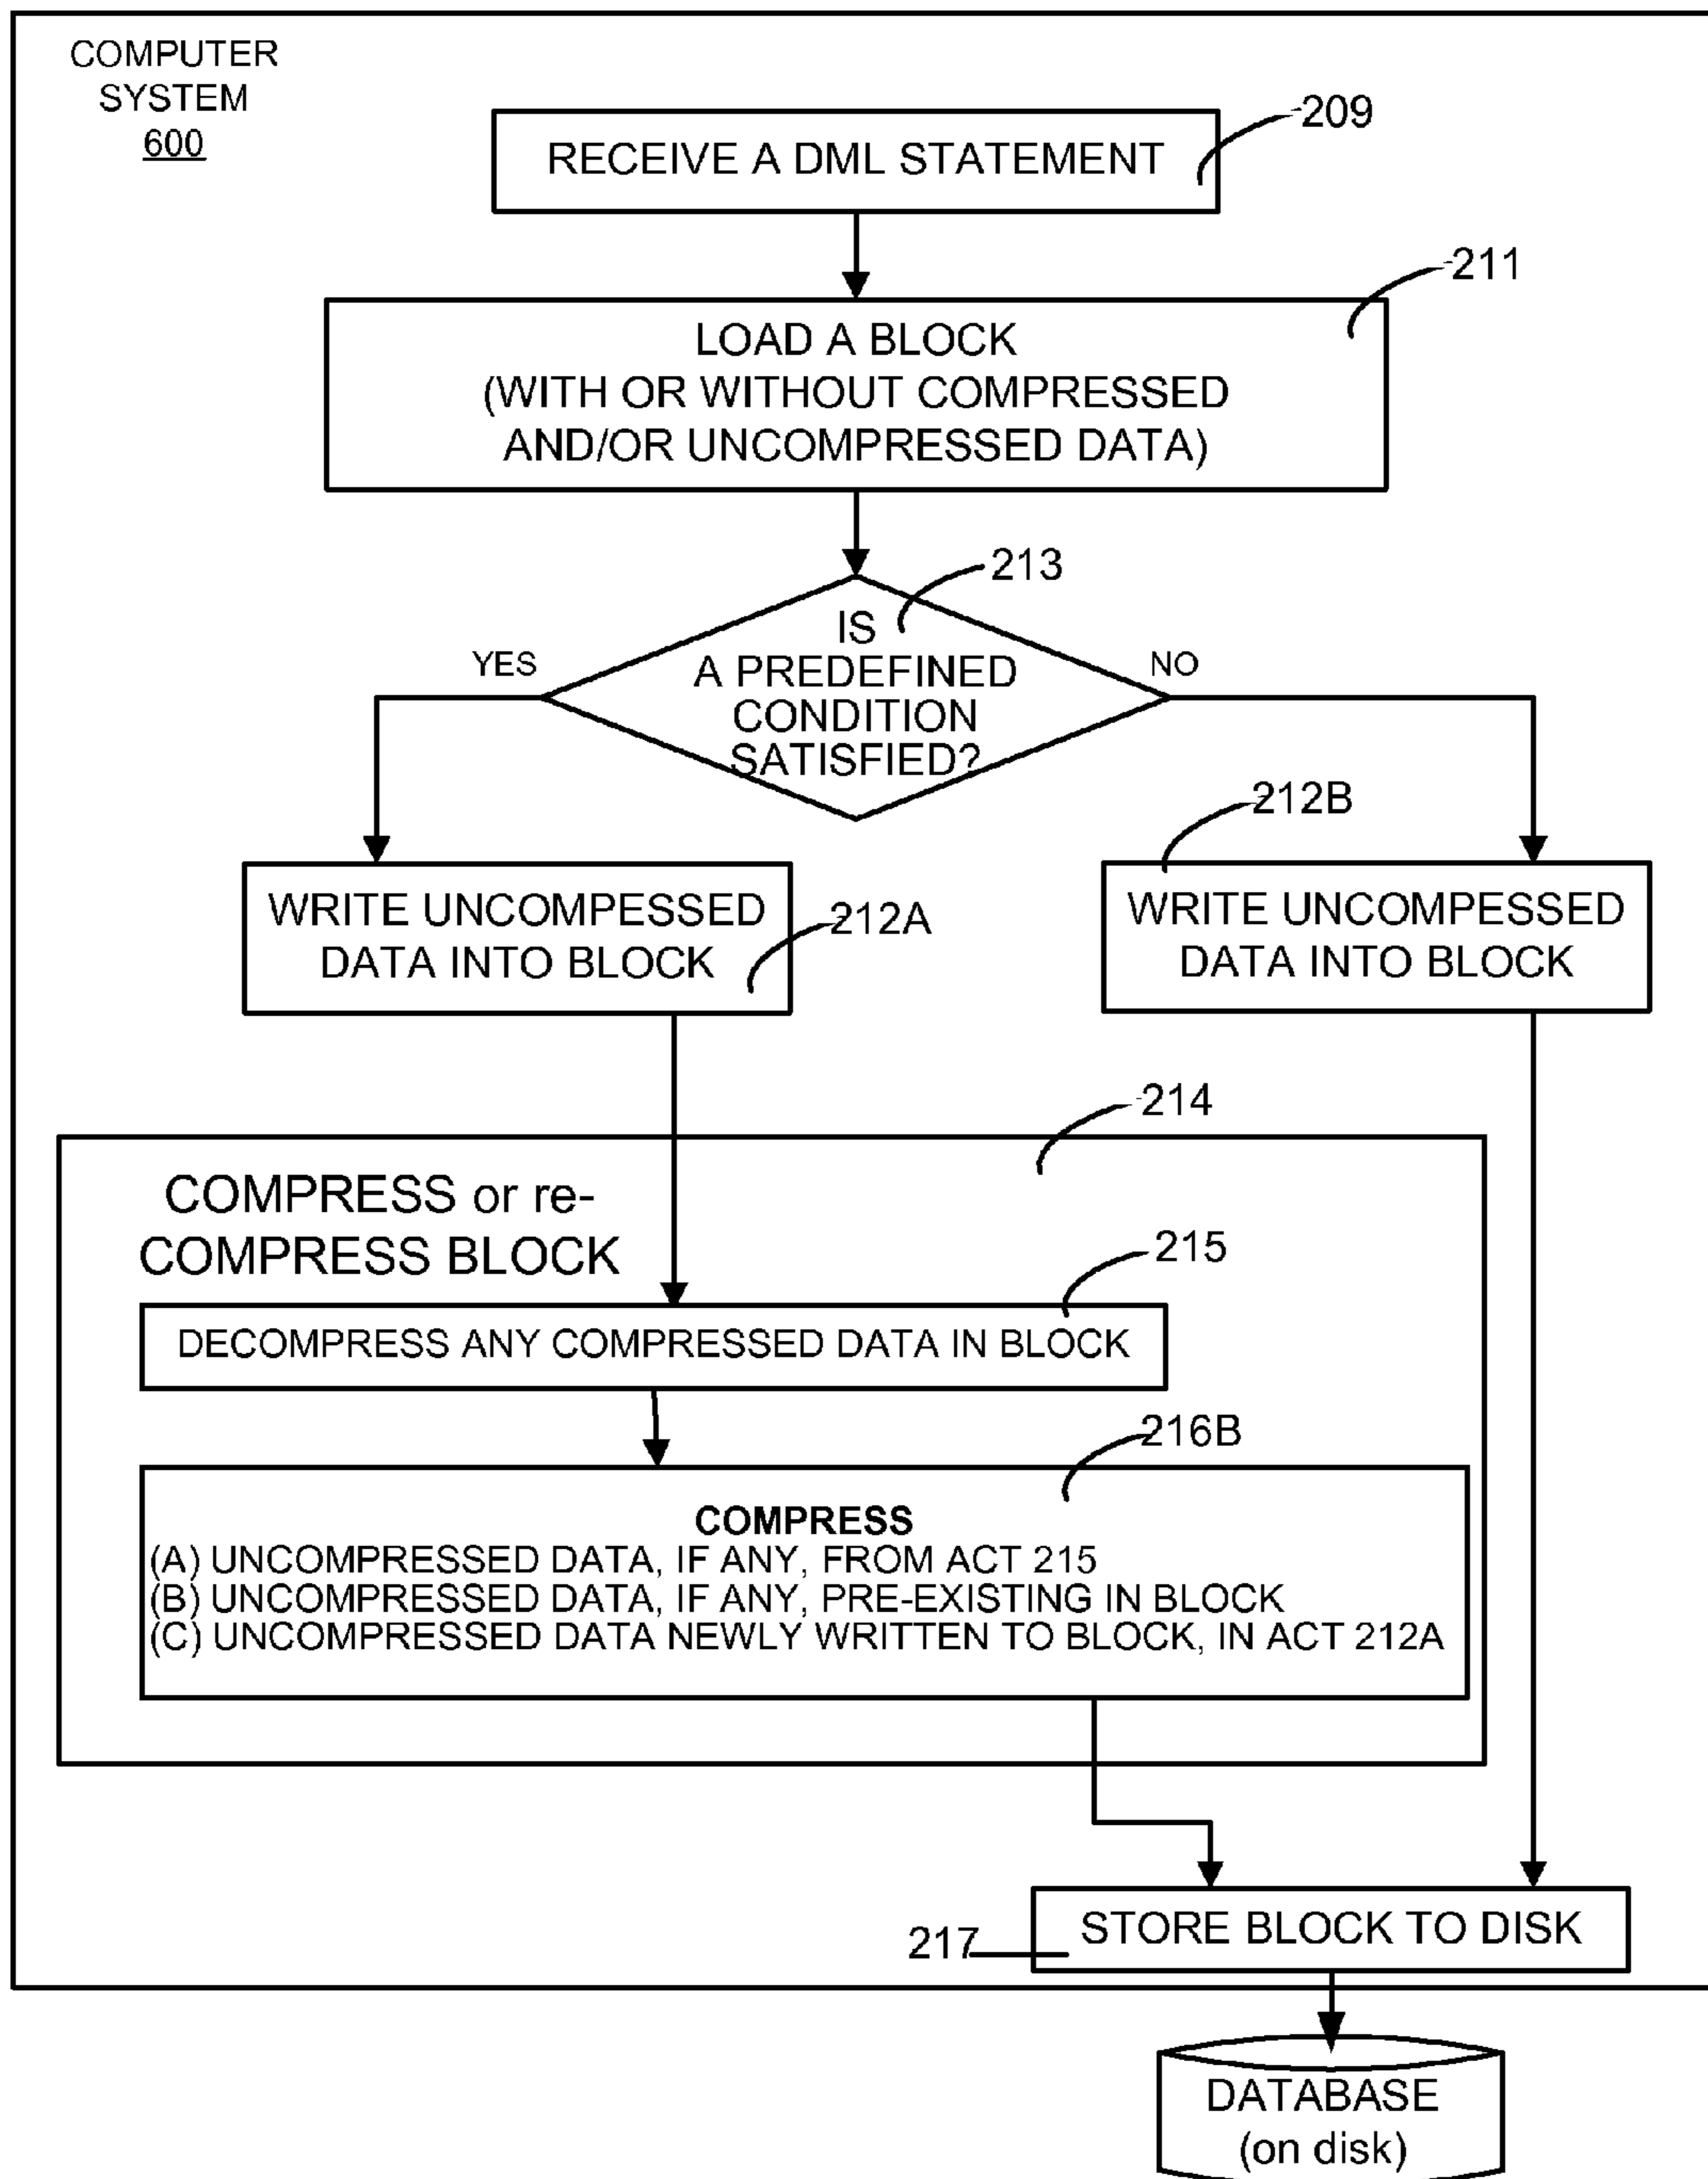 COMPUTER
SYSTEM
600
209
RECEIVE A DML STATEMENT
211
LOAD A BLOCK
(WITH OR WITHOUT COMPRESSED
AND/OR UNCOMPRESSED DATA)
213
IS
A PREDEFINED
CONDITION
SATISFIED?
YES
NO
212B
WRITE UNCOMPESSED
DATA INTO BLOCK
212A
WRITE UNCOMPESSED
DATA INTO BLOCK
214
COMPRESS or re-
COMPRESS BLOCK
215
DECOMPRESS ANY COMPRESSED DATA IN BLOCK
216B
COMPRESS
(A) UNCOMPRESSED DATA, IF ANY, FROM ACT 215
(B) UNCOMPRESSED DATA, IF ANY, PRE-EXISTING IN BLOCK
(C) UNCOMPRESSED DATA NEWLY WRITTEN TO BLOCK, IN ACT 212A
217
STORE BLOCK TO DISK
DATABASE
(on disk)